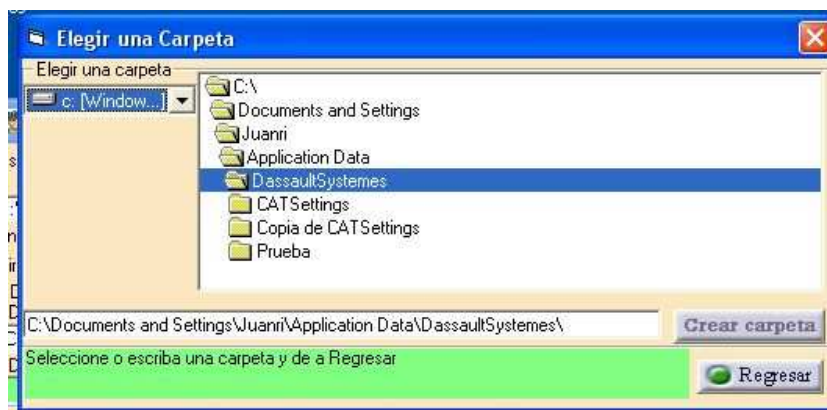 Elegir una Carpeta
Elegir una carpeta
c: [Window...]
C:\
Documents and Settings
Juanri
Application Data
DassaultSystemes
CATSettings
Copia de CATSettings
Prueba
C:\Documents and Settings\Juanri\Application Data\DassaultSystemes\
Crear carpeta
Seleccione o escriba una carpeta y de a Regresar
Regresar